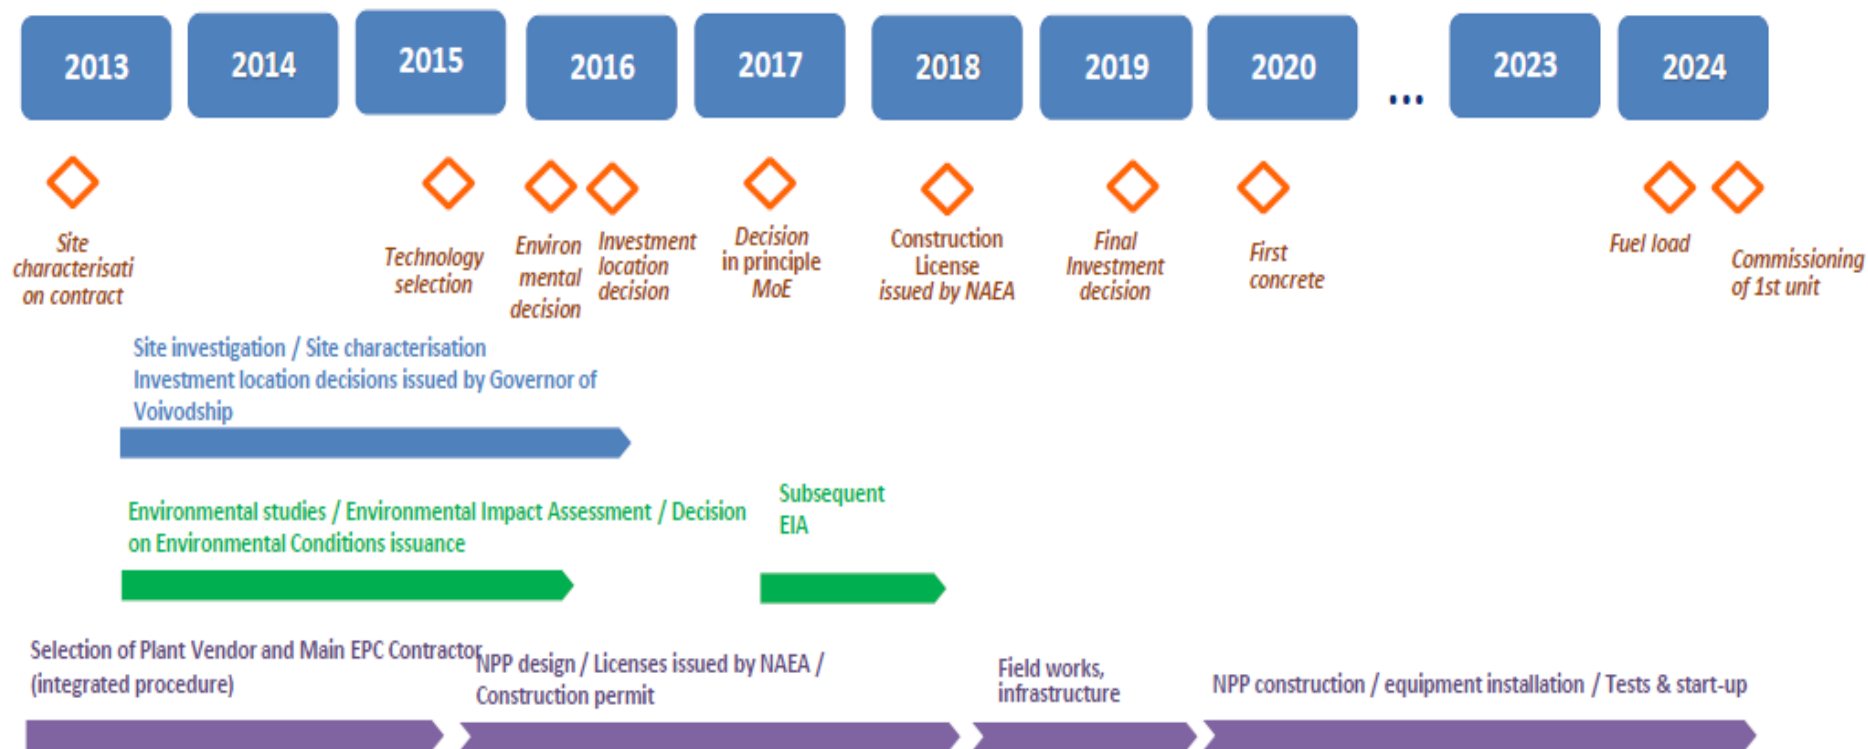 2013
2014
2015
2016
2017
2018
2019
2020
...
2023
2024
Site
characterisati
on contract
Technology
selection
Environ
mental
decision
Investment
location
decision
Decision
in principle
MoE
Construction
License
issued by NAEA
Final
Investment
decision
First
concrete
Fuel load
Commissioning
of 1st unit
Site investigation / Site characterisation
Investment location decisions issued by Governor of
Voivodship
Environmental studies / Environmental Impact Assessment / Decision
on Environmental Conditions issuance
Subsequent
EIA
Selection of Plant Vendor and Main EPC Contractor
(integrated procedure)
NPP design / Licenses issued by NAEA /
Construction permit
Field works,
infrastructure
NPP construction / equipment installation / Tests & start-up